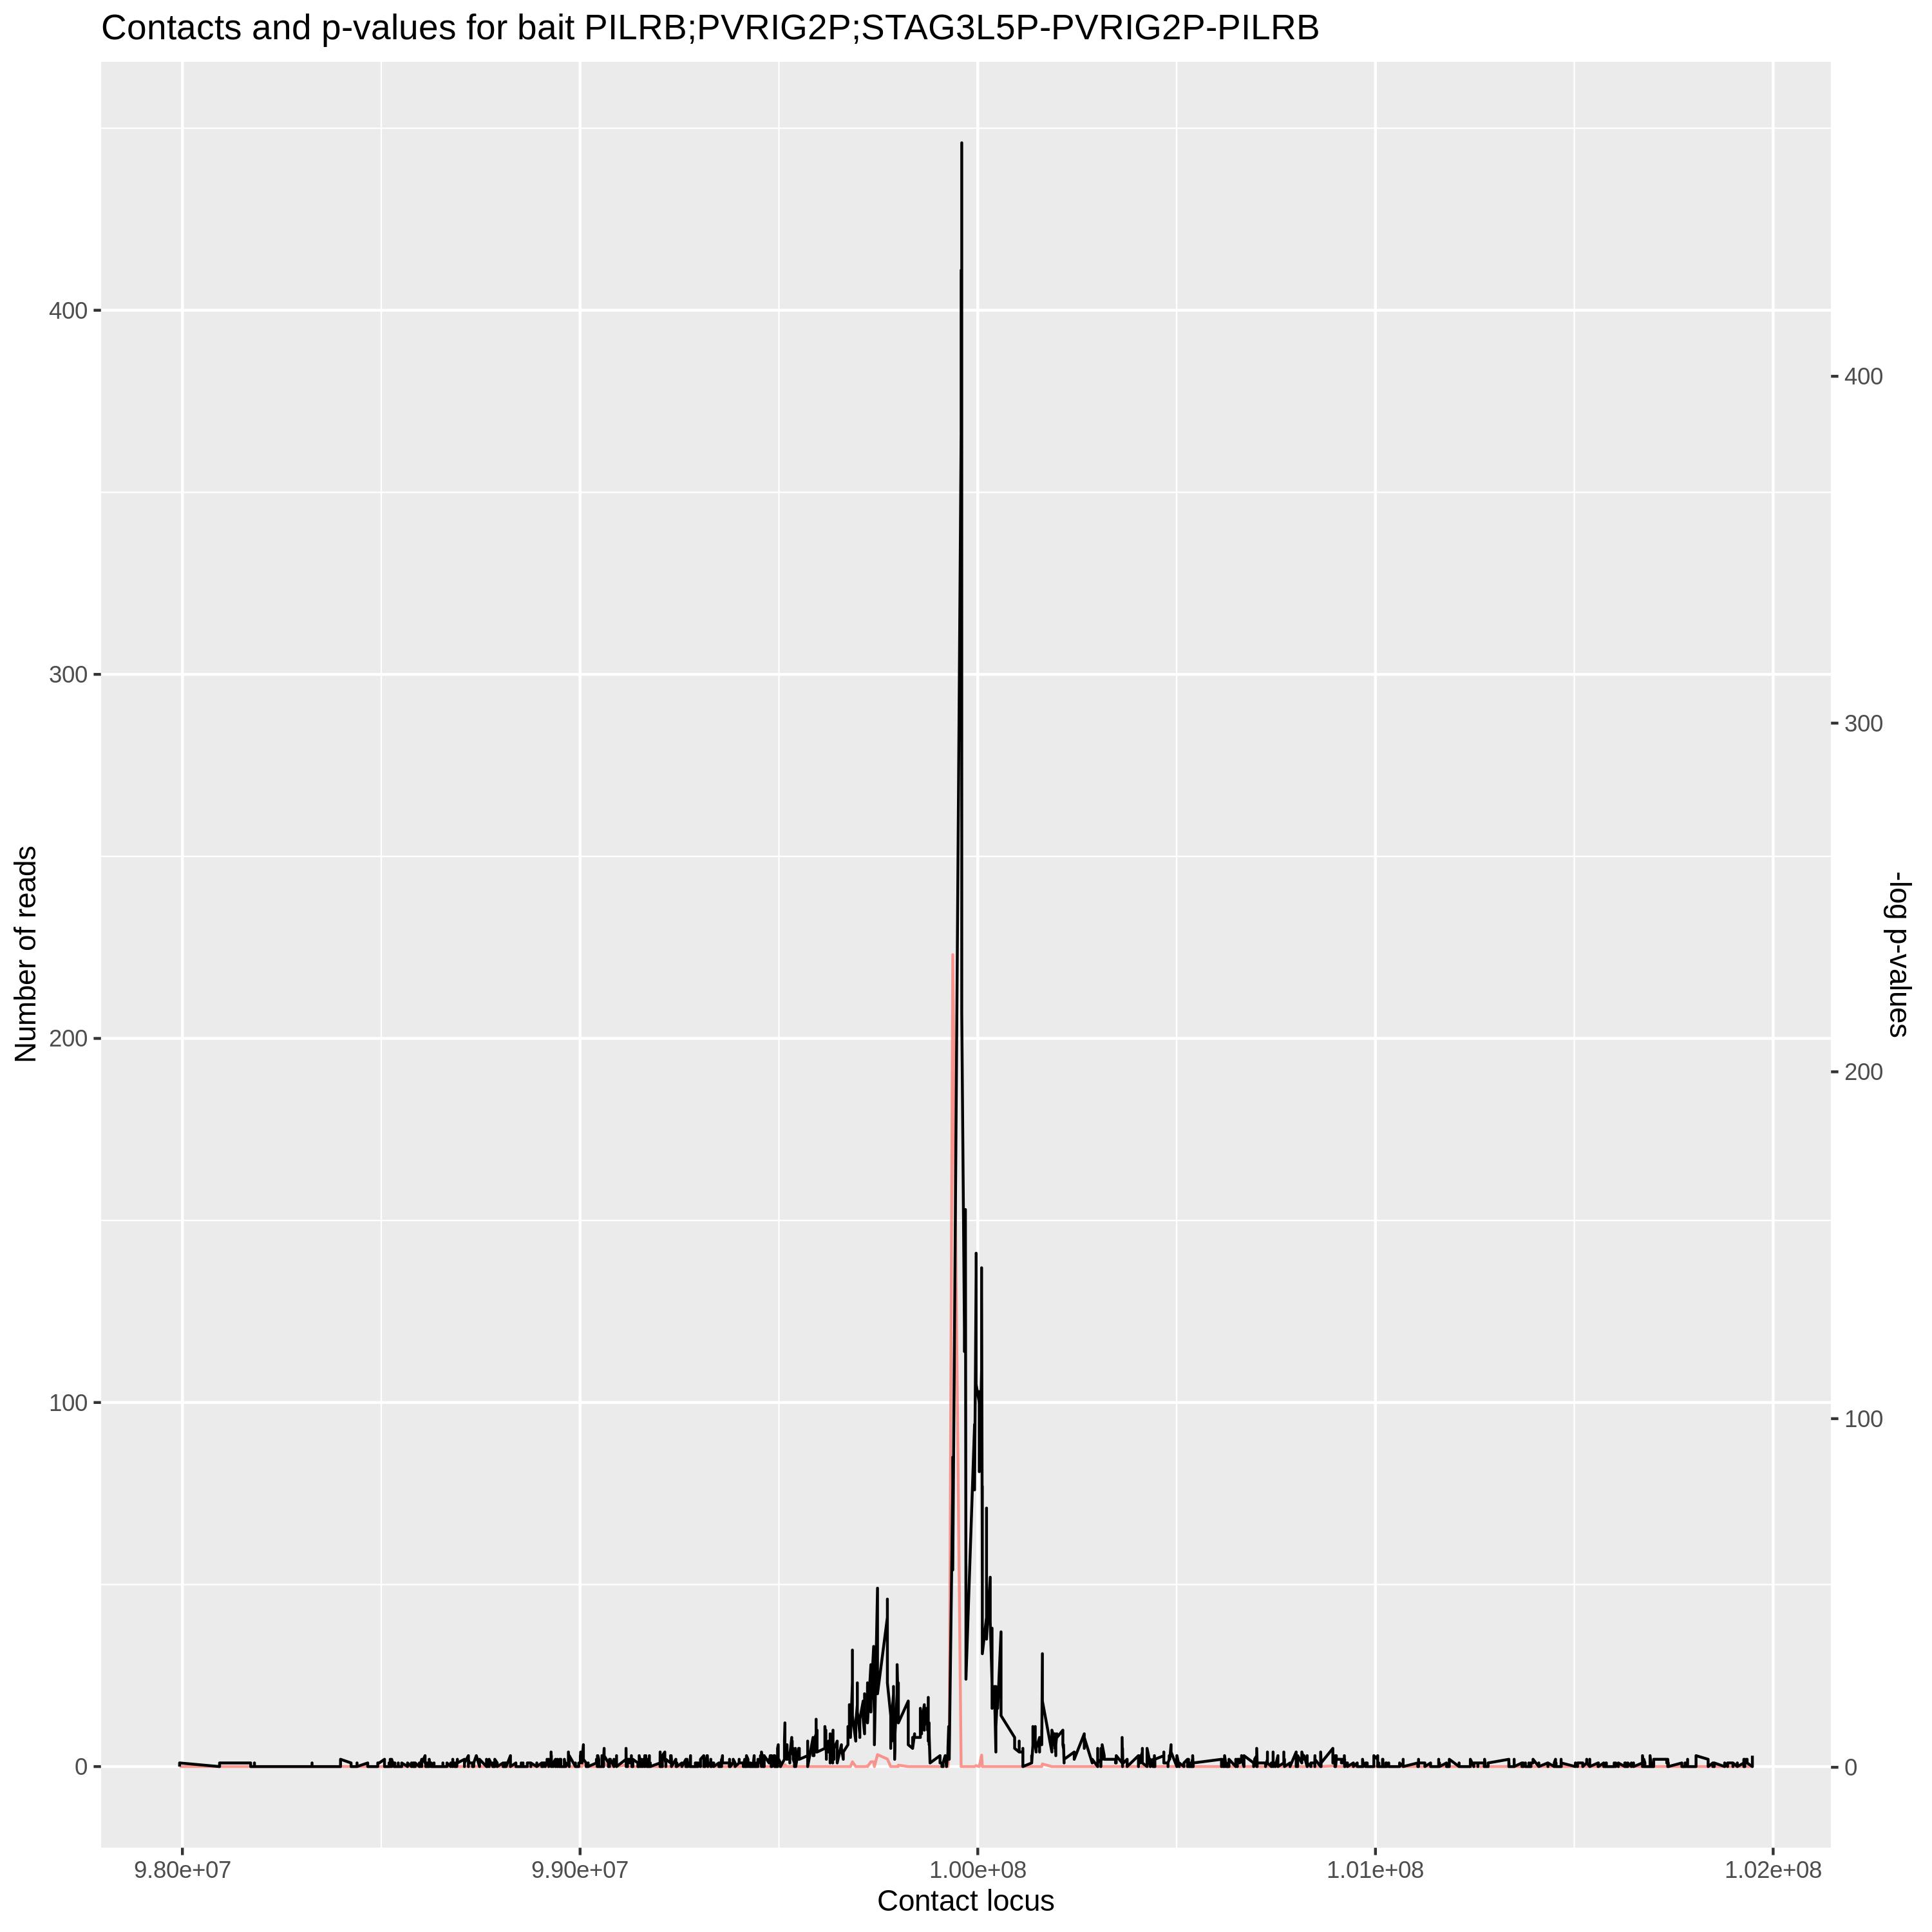 Contacts and p-values for bait PILRB;PVRIG2P;STAG3L5P-PVRIG2P-PILRB
400
300
200
100
0
Number of reads
400
300
200
100
0
-log p-values
9.80e+07
9.90e+07
1.00e+08
1.01e+08
1.02e+08
Contact locus